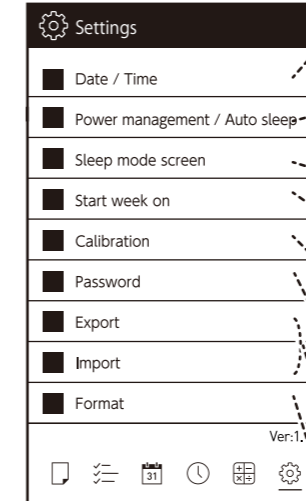 Settings
Date / Time
Power management / Auto sleep
Sleep mode screen
Start week on
Calibration
Password
Export
Import
Format
Ver:1.
31